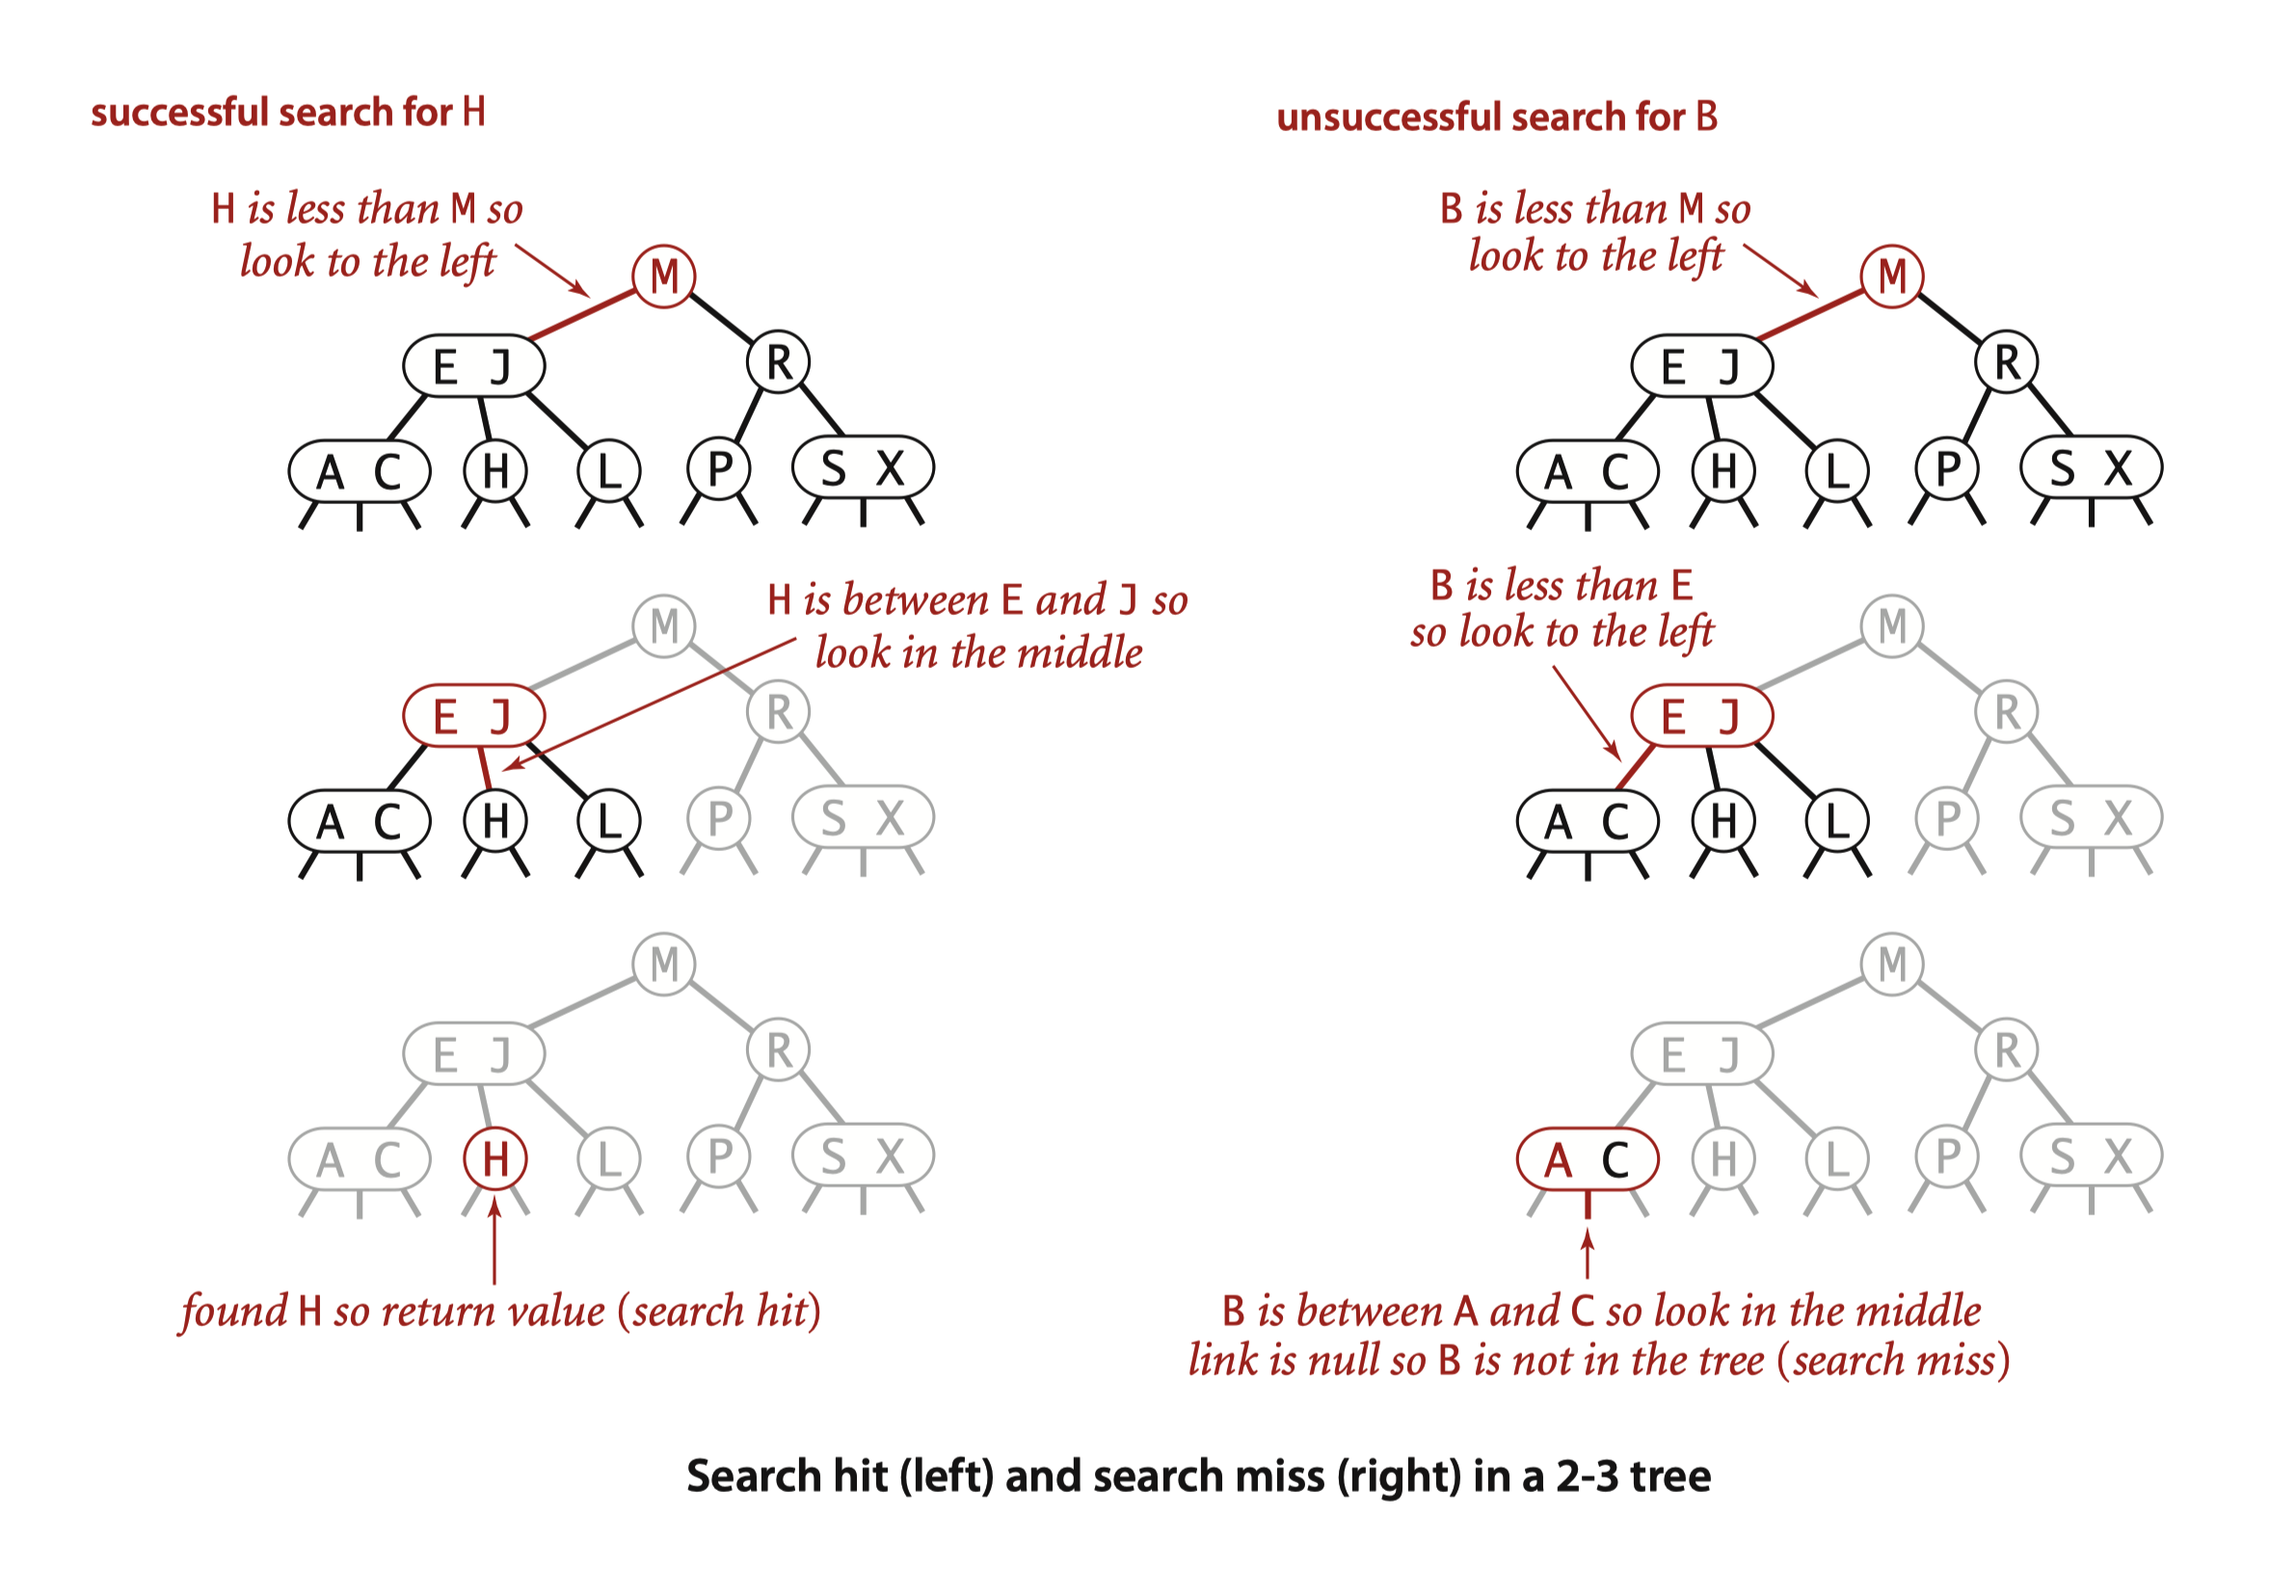 successful search for H
H is less than M so
look to the left
M
E J
R
A C
H
L
P
S X
H is between E and J so
look in the middle
M
E J
R
A C
H
L
P
S X
M
E J
R
A C
H
L
P
S X
found H so return value (search hit)
unsuccessful search for B
B is less than M so
look to the left
M
E J
R
A C
H
L
P
S X
B is less than E
so look to the left
M
E J
R
A C
H
L
P
S X
M
E J
R
A C
H
L
P
S X
B is between A and C so look in the middle
link is null so B is not in the tree (search miss)
Search hit (left) and search miss (right) in a 2-3 tree